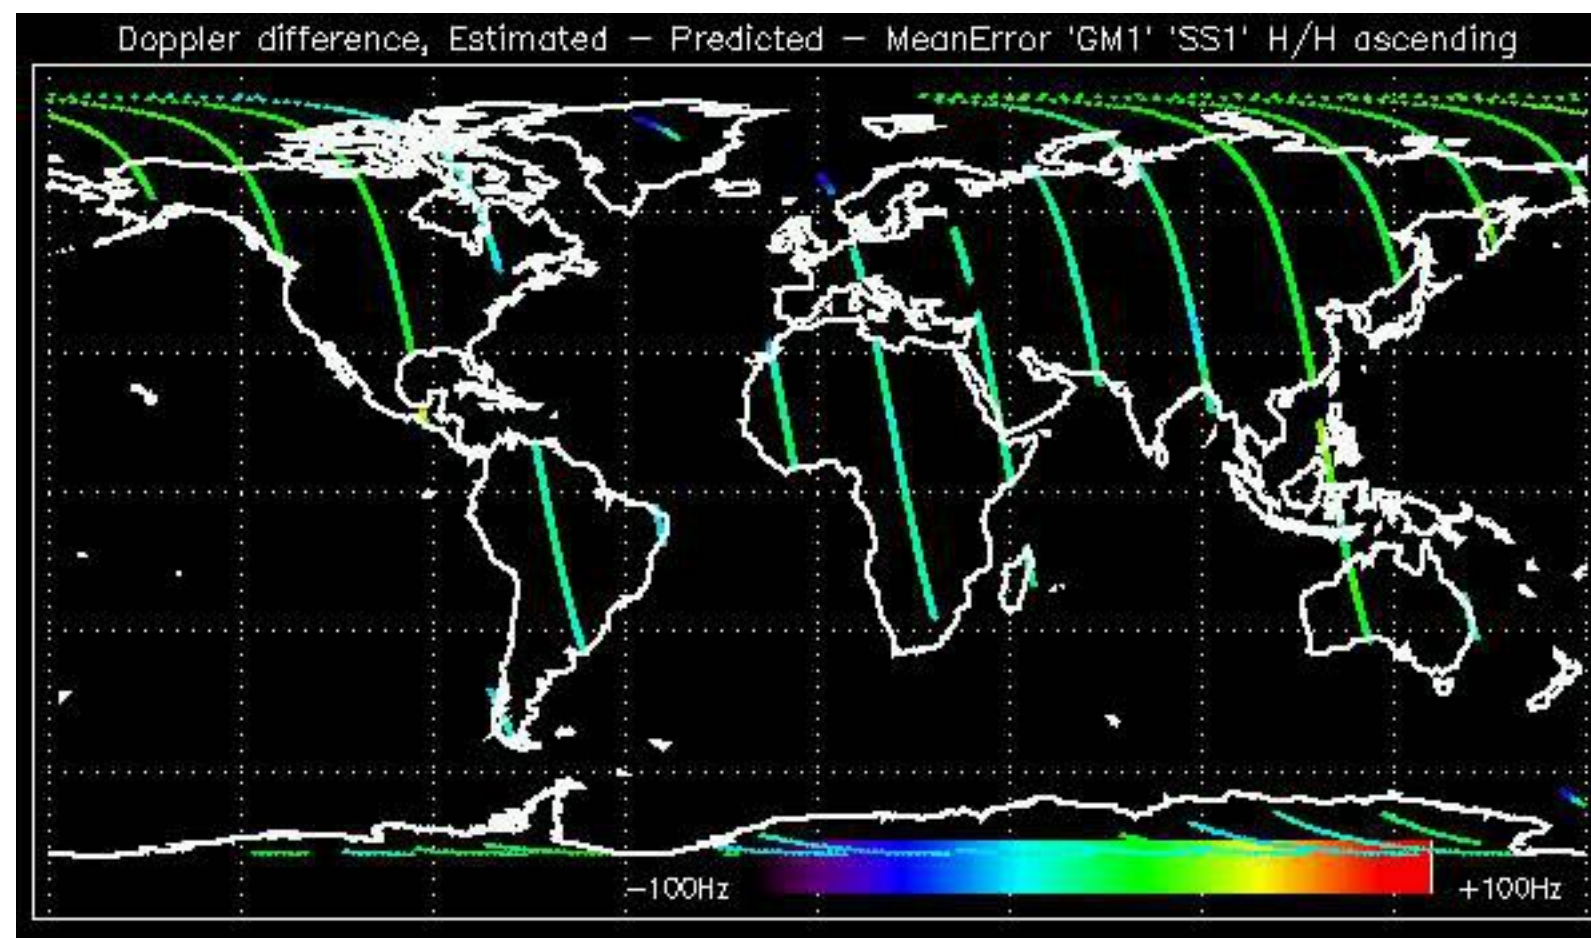 Doppler difference, Estimated – Predicted – MeanError 'GM1' 'SS1' H/H ascending
−100Hz
+100Hz